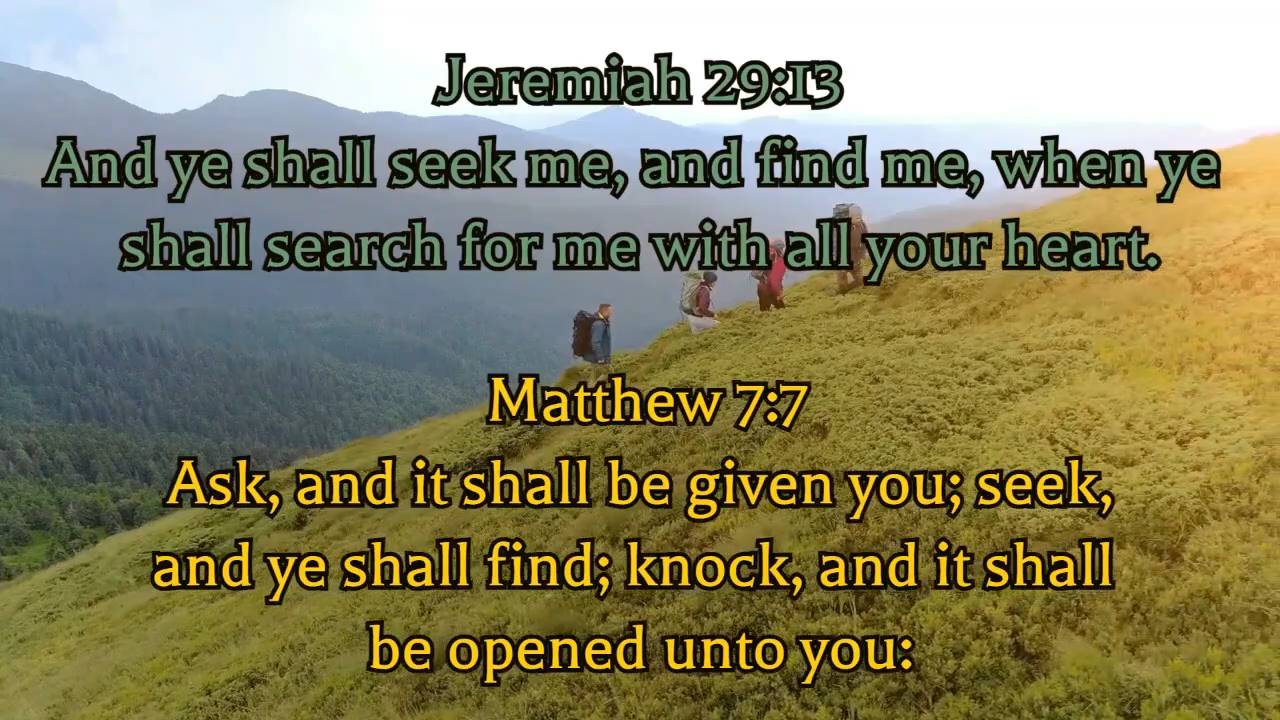 Jeremiah 29:13
And ye shall seek me, and find me, when ye
shall search for me with all your heart.
Matthew 7:7
Ask, and it shall be given you; seek,
and ye shall find; knock, and it shall
be opened unto you: